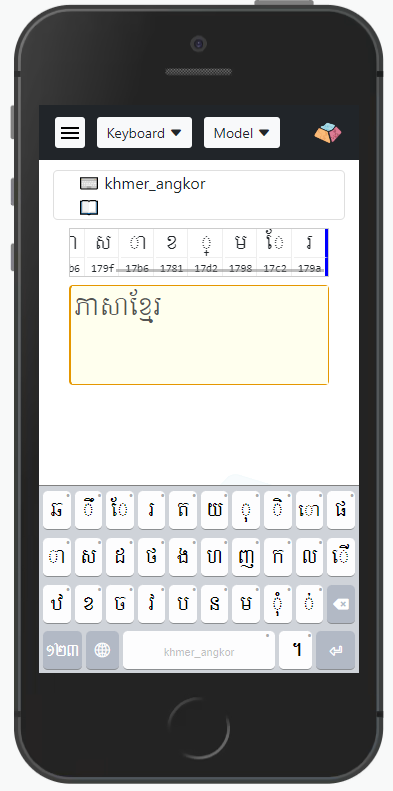 Keyboard Model
khmer_angkor
ា ស ា ខ ្ ម ែ រ
b6 179f 17b6 1781 17d2 1798 17c2 179a
ភាសាខ្មែរ
ឆ ឹ ែ រ ត យ ុ ិ ោ ផ
ា ស ដ ថ ង ហ ញ ក ល ើ
ឋ ខ ច វ ប ន ម ុំ ់
១២៣ khmer_angkor ។